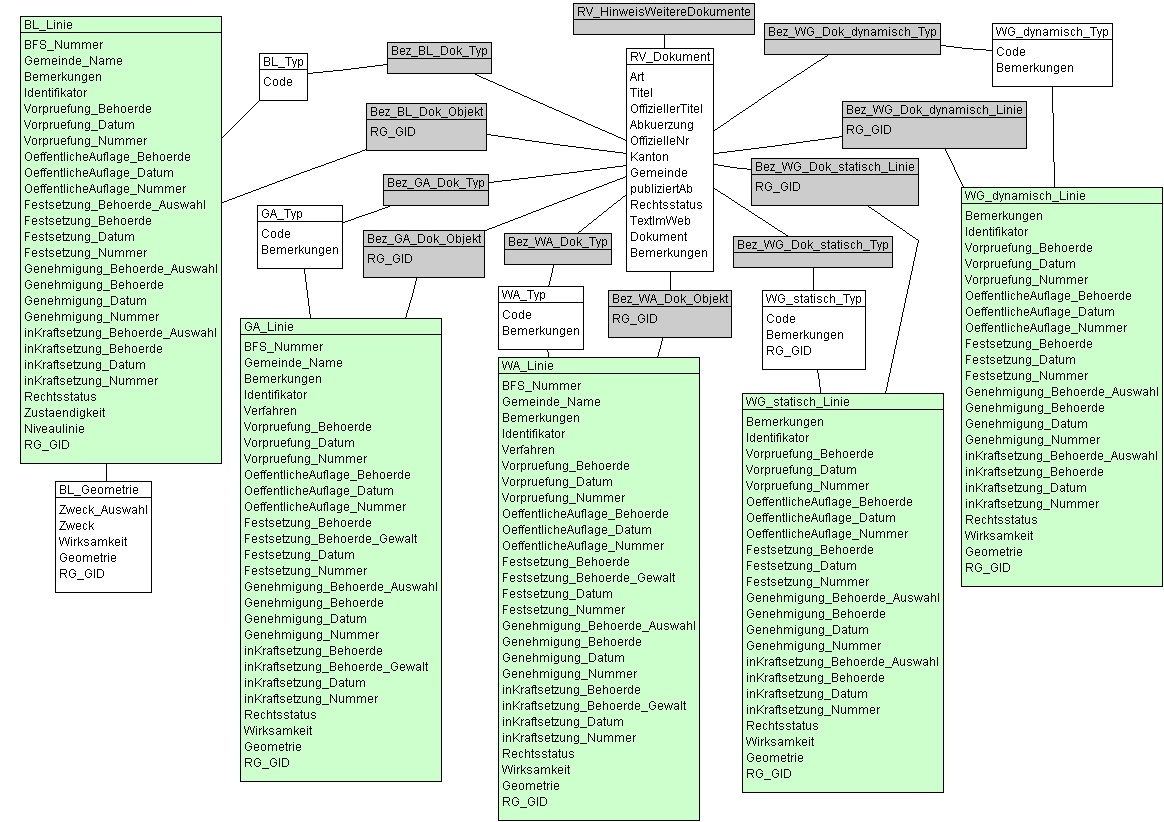 BL_Linie
BFS_Nummer
Gemeinde_Name
Bemerkungen
Identifikator
Vorpruefung_Behoerde
Vorpruefung_Datum
Vorpruefung_Nummer
OeffentlicheAuflage_Behoerde
OeffentlicheAuflage_Datum
OeffentlicheAuflage_Nummer
Festsetzung_Behoerde_Auswahl
Festsetzung_Behoerde
Festsetzung_Datum
Festsetzung_Nummer
Genehmigung_Behoerde_Auswahl
Genehmigung_Behoerde
Genehmigung_Datum
Genehmigung_Nummer
inKraftsetzung_Behoerde_Auswahl
inKraftsetzung_Behoerde
inKraftsetzung_Datum
inKraftsetzung_Nummer
Rechtsstatus
Zustaendigkeit
Niveaulinie
RG_GID
BL_Geometrie
Zweck_Auswahl
Zweck
Wirksamkeit
Geometrie
RG_GID
BL_Typ
Code
Bez_BL_Dok_Typ
Bez_BL_Dok_Objekt
RG_GID
Bez_GA_Dok_Typ
GA_Typ
Code
Bemerkungen
Bez_GA_Dok_Objekt
RG_GID
GA_Linie
BFS_Nummer
Gemeinde_Name
Bemerkungen
Identifikator
Verfahren
Vorpruefung_Behoerde
Vorpruefung_Datum
Vorpruefung_Nummer
OeffentlicheAuflage_Behoerde
OeffentlicheAuflage_Datum
OeffentlicheAuflage_Nummer
Festsetzung_Behoerde
Festsetzung_Behoerde_Gewalt
Festsetzung_Datum
Festsetzung_Nummer
Genehmigung_Behoerde_Auswahl
Genehmigung_Behoerde
Genehmigung_Datum
Genehmigung_Nummer
inKraftsetzung_Behoerde
inKraftsetzung_Behoerde_Gewalt
inKraftsetzung_Datum
inKraftsetzung_Nummer
Rechtsstatus
Wirksamkeit
Geometrie
RG_GID
RV_HinweisWeitereDokumente
RV_Dokument
Art
Titel
OffiziellerTitel
Abkuerzung
OffizielleNr
Kanton
Gemeinde
publiziertAb
Rechtsstatus
TextImWeb
Dokument
Bemerkungen
Bez_WA_Dok_Typ
WA_Typ
Code
Bemerkungen
Bez_WA_Dok_Objekt
RG_GID
WA_Linie
BFS_Nummer
Gemeinde_Name
Bemerkungen
Identifikator
Verfahren
Vorpruefung_Behoerde
Vorpruefung_Datum
Vorpruefung_Nummer
OeffentlicheAuflage_Behoerde
OeffentlicheAuflage_Datum
OeffentlicheAuflage_Nummer
Festsetzung_Behoerde
Festsetzung_Behoerde_Gewalt
Festsetzung_Datum
Festsetzung_Nummer
Genehmigung_Behoerde_Auswahl
Genehmigung_Behoerde
Genehmigung_Datum
Genehmigung_Nummer
inKraftsetzung_Behoerde
inKraftsetzung_Behoerde_Gewalt
inKraftsetzung_Datum
inKraftsetzung_Nummer
Rechtsstatus
Wirksamkeit
Geometrie
RG_GID
Bez_WG_Dok_dynamisch_Typ
WG_dynamisch_Typ
Code
Bemerkungen
Bez_WG_Dok_dynamisch_Linie
RG_GID
Bez_WG_Dok_statisch_Linie
RG_GID
Bez_WG_Dok_statisch_Typ
WG_statisch_Typ
Code
Bemerkungen
RG_GID
WG_statisch_Linie
Bemerkungen
Identifikator
Vorpruefung_Behoerde
Vorpruefung_Datum
Vorpruefung_Nummer
OeffentlicheAuflage_Behoerde
OeffentlicheAuflage_Datum
OeffentlicheAuflage_Nummer
Festsetzung_Behoerde
Festsetzung_Datum
Festsetzung_Nummer
Genehmigung_Behoerde_Auswahl
Genehmigung_Behoerde
Genehmigung_Datum
Genehmigung_Nummer
inKraftsetzung_Behoerde_Auswahl
inKraftsetzung_Behoerde
inKraftsetzung_Datum
inKraftsetzung_Nummer
Rechtsstatus
Wirksamkeit
Geometrie
RG_GID
WG_dynamisch_Linie
Bemerkungen
Identifikator
Vorpruefung_Behoerde
Vorpruefung_Datum
Vorpruefung_Nummer
OeffentlicheAuflage_Behoerde
OeffentlicheAuflage_Datum
OeffentlicheAuflage_Nummer
Festsetzung_Behoerde
Festsetzung_Datum
Festsetzung_Nummer
Genehmigung_Behoerde_Auswahl
Genehmigung_Behoerde
Genehmigung_Datum
Genehmigung_Nummer
inKraftsetzung_Behoerde_Auswahl
inKraftsetzung_Behoerde
inKraftsetzung_Datum
inKraftsetzung_Nummer
Rechtsstatus
Wirksamkeit
Geometrie
RG_GID